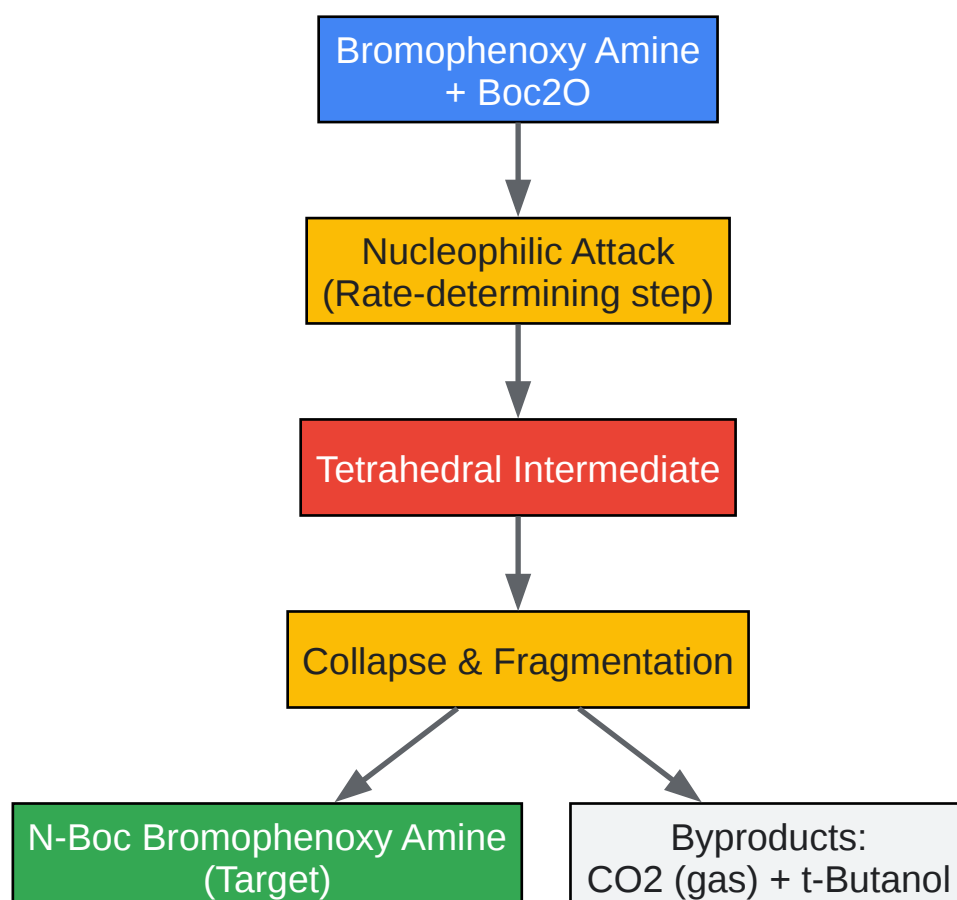 Bromophenoxy Amine
+ Boc2O
Nucleophilic Attack
(Rate-determining step)
Tetrahedral Intermediate
Collapse & Fragmentation
N-Boc Bromophenoxy Amine
(Target)
Byproducts:
CO2 (gas) + t-Butanol